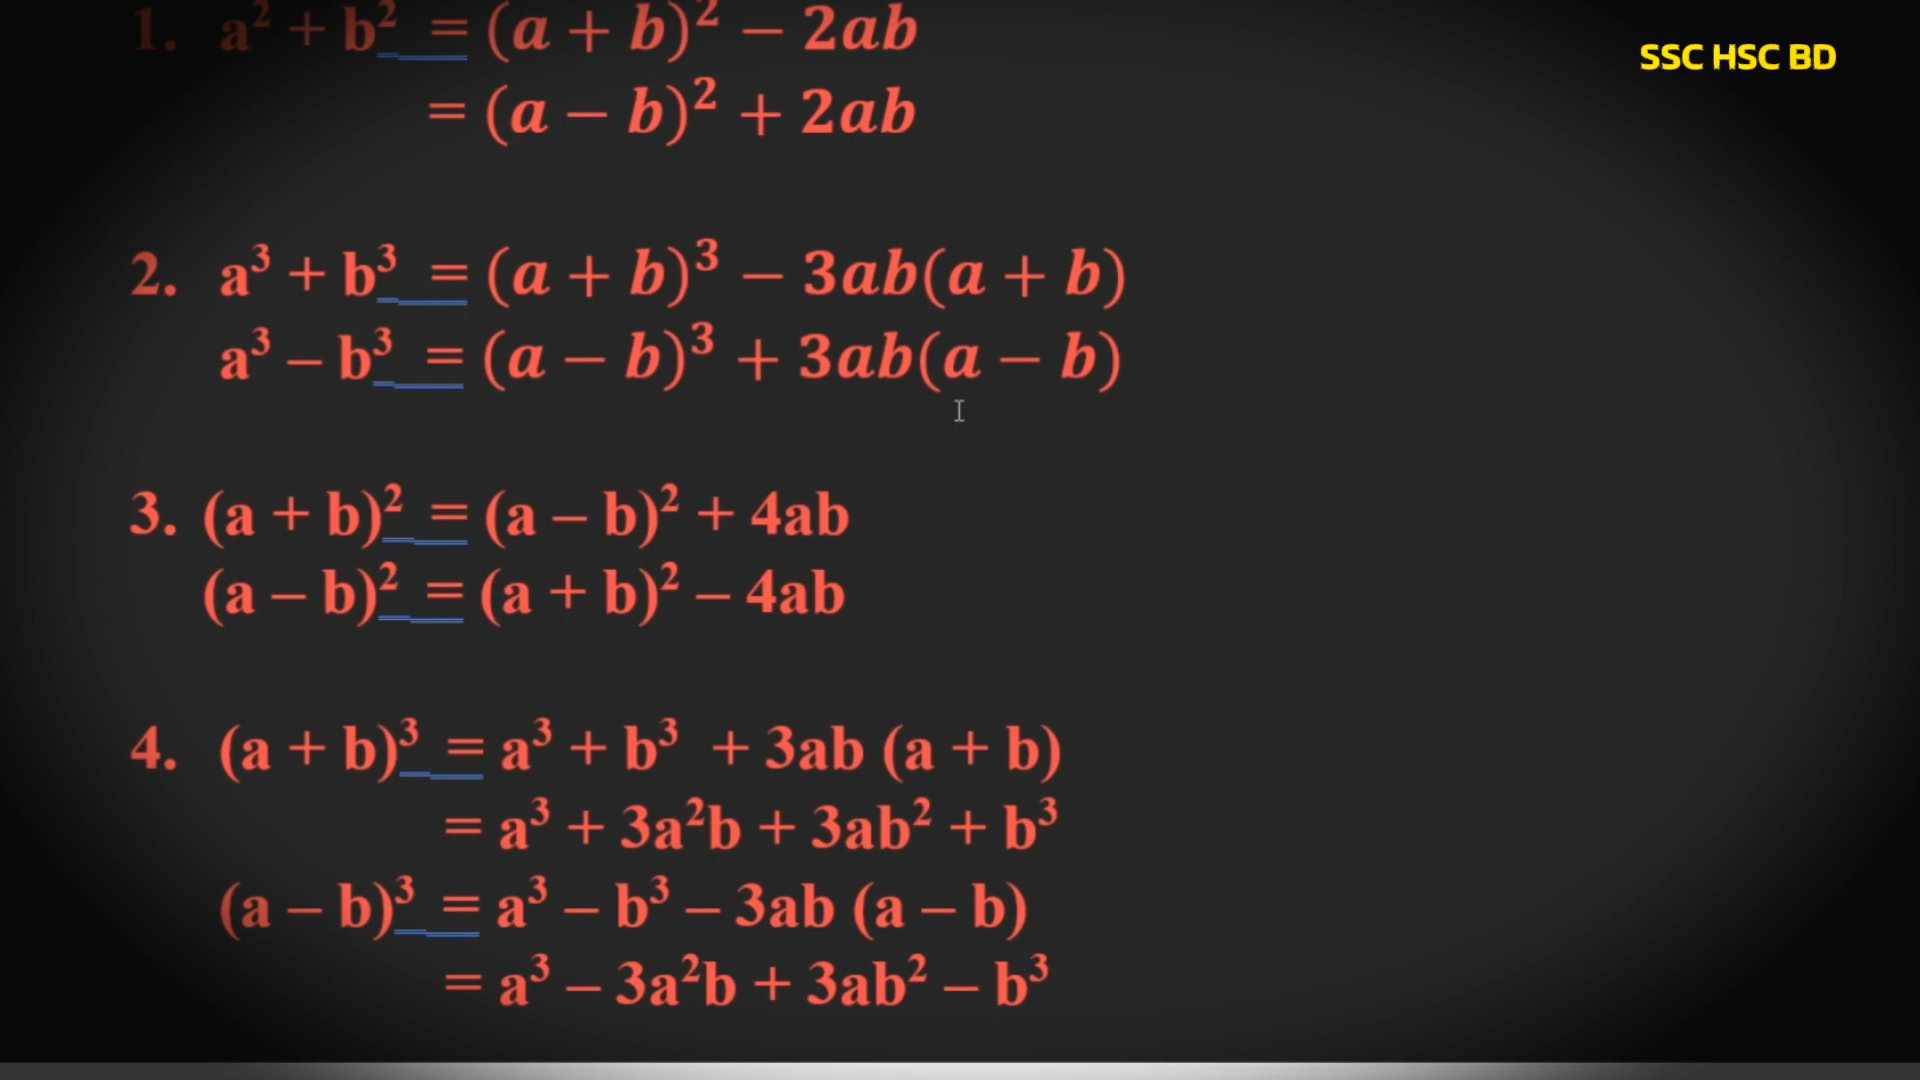 1. a² + b² = (a + b)² − 2ab
SSC HSC BD
= (a − b)² + 2ab
2. a³ + b³ = (a + b)³ − 3ab(a + b)
a³ – b³ = (a − b)³ + 3ab(a − b)
3. (a + b)² = (a – b)² + 4ab
(a – b)² = (a + b)² – 4ab
4. (a + b)³ = a³ + b³ + 3ab (a + b)
= a³ + 3a²b + 3ab² + b³
(a – b)³ = a³ – b³ – 3ab (a – b)
= a³ – 3a²b + 3ab² – b³